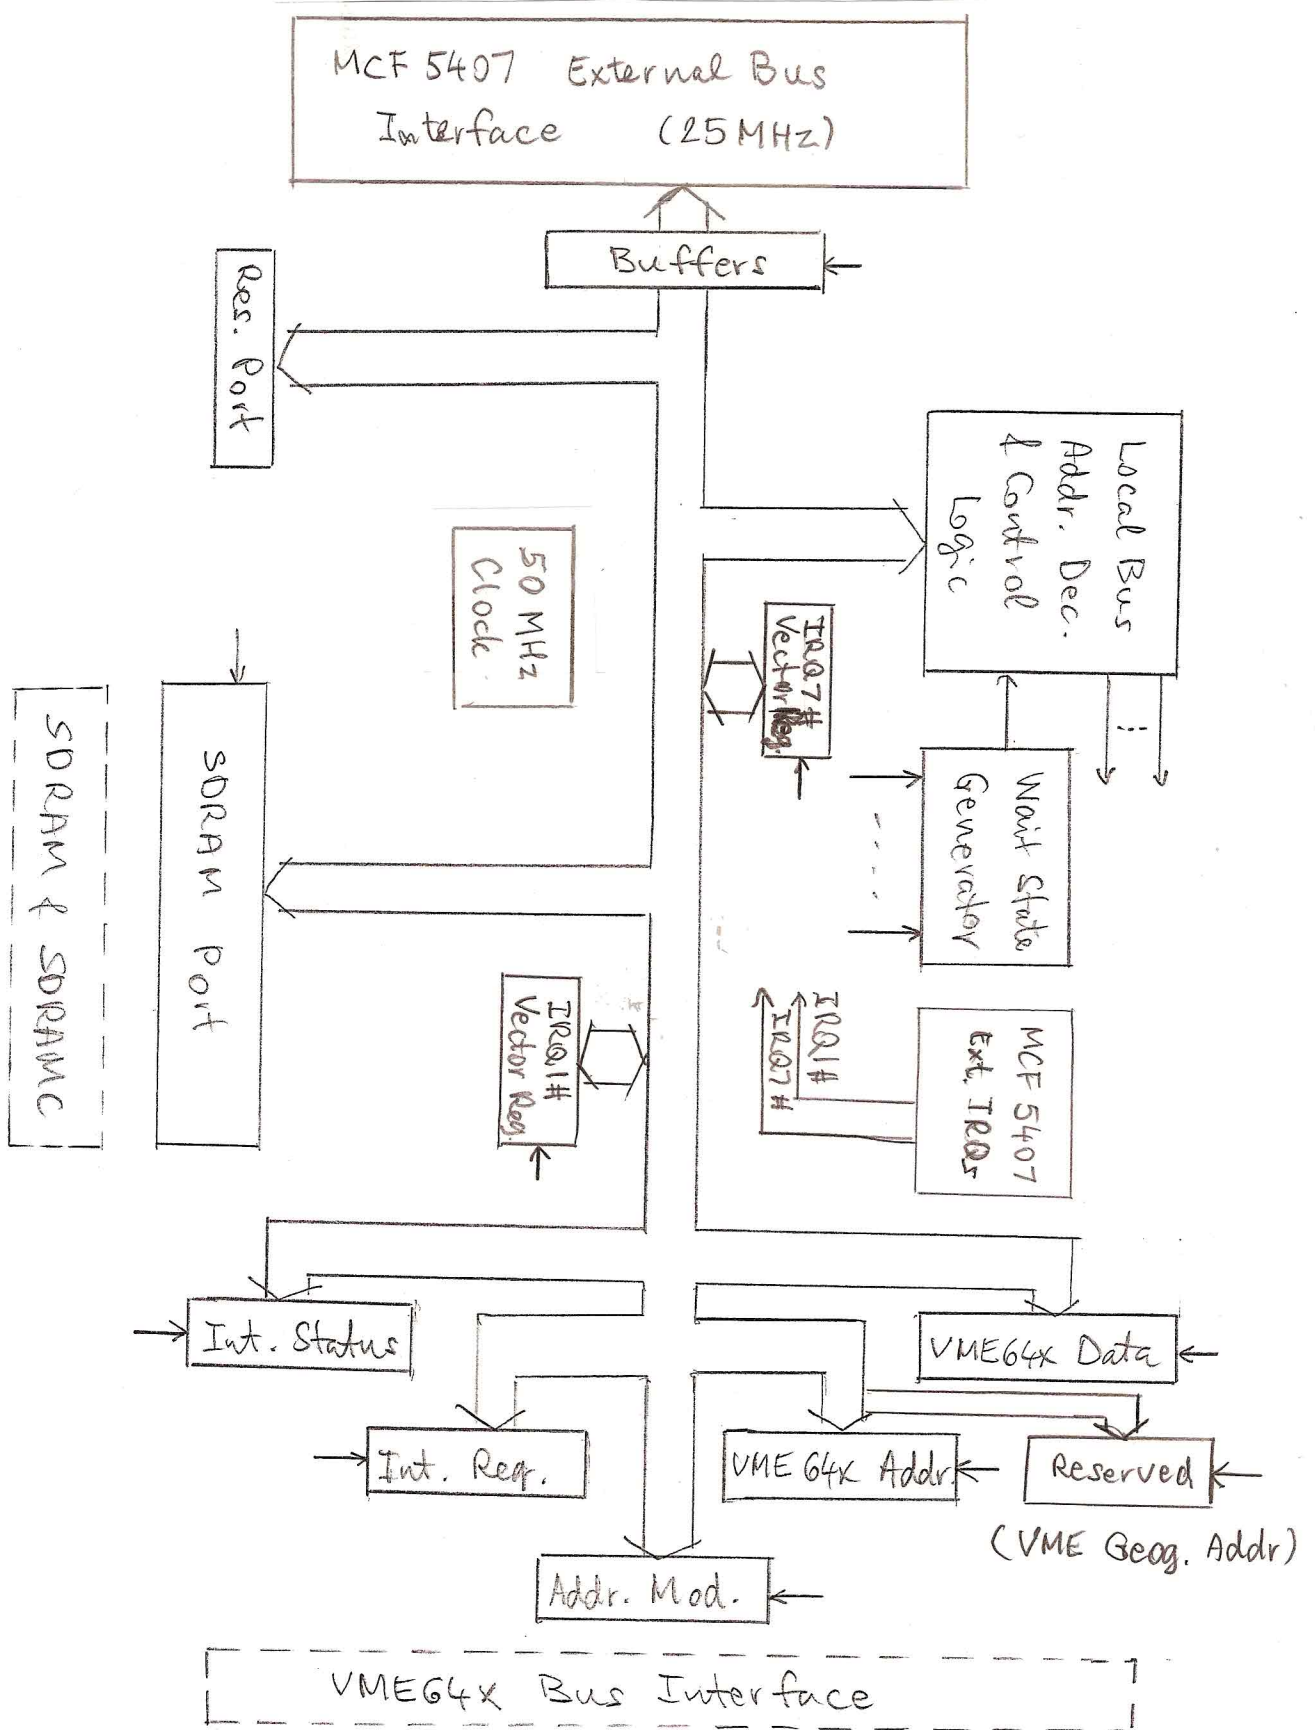 MCF 5407 External Bus
Interface (25 MHz)
Buffers
Res. Port
Local Bus
Addr. Dec.
& Control
Logic
50 MHz
Clock
IRQ7#
Vector Reg.
Wait State
Generator
SDRAM Port
SDRAM & SDRAMC
IRQ1#
Vector Reg.
IRQ1#
IRQ7#
MCF 5407
Ext. IRQs
Int. Status
VME64x Data
Int. Req.
VME 64x Addr.
Reserved
(VME Geog. Addr)
Addr. Mod.
VME64x Bus Interface